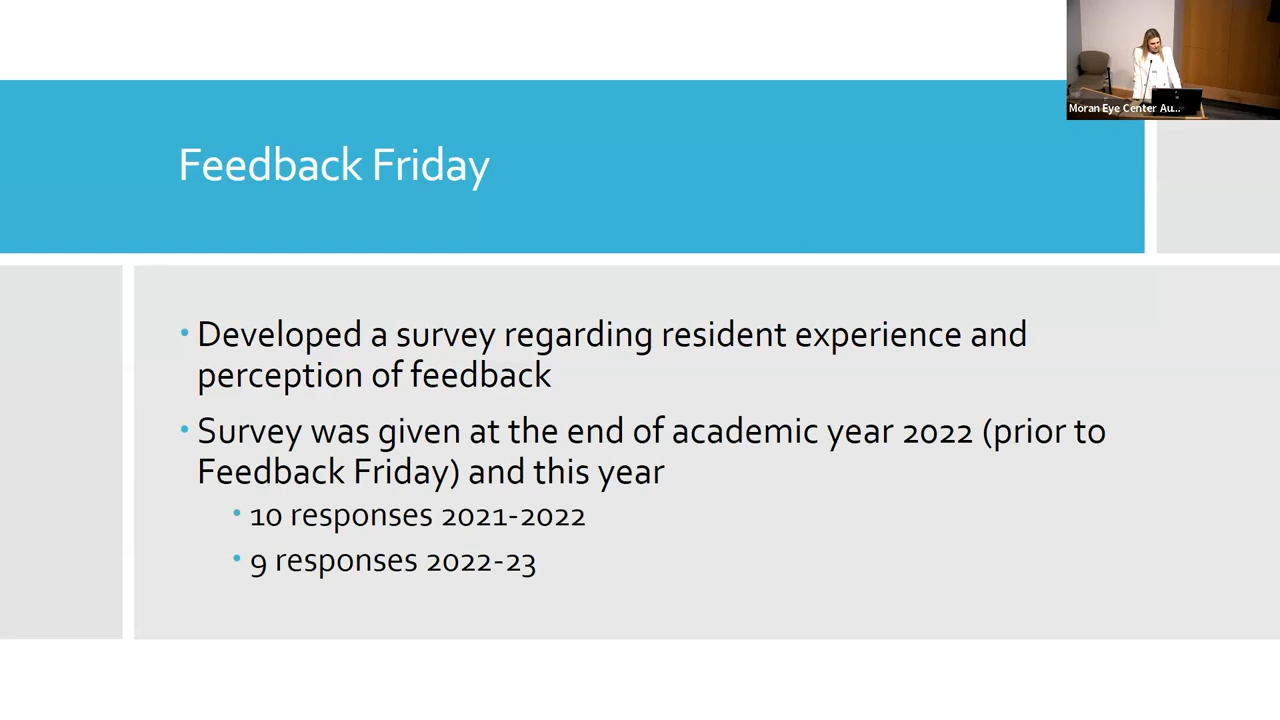 Moran Eye Center Au...
Feedback Friday
• Developed a survey regarding resident experience and
perception of feedback
• Survey was given at the end of academic year 2022 (prior to
Feedback Friday) and this year
• 10 responses 2021-2022
• 9 responses 2022-23